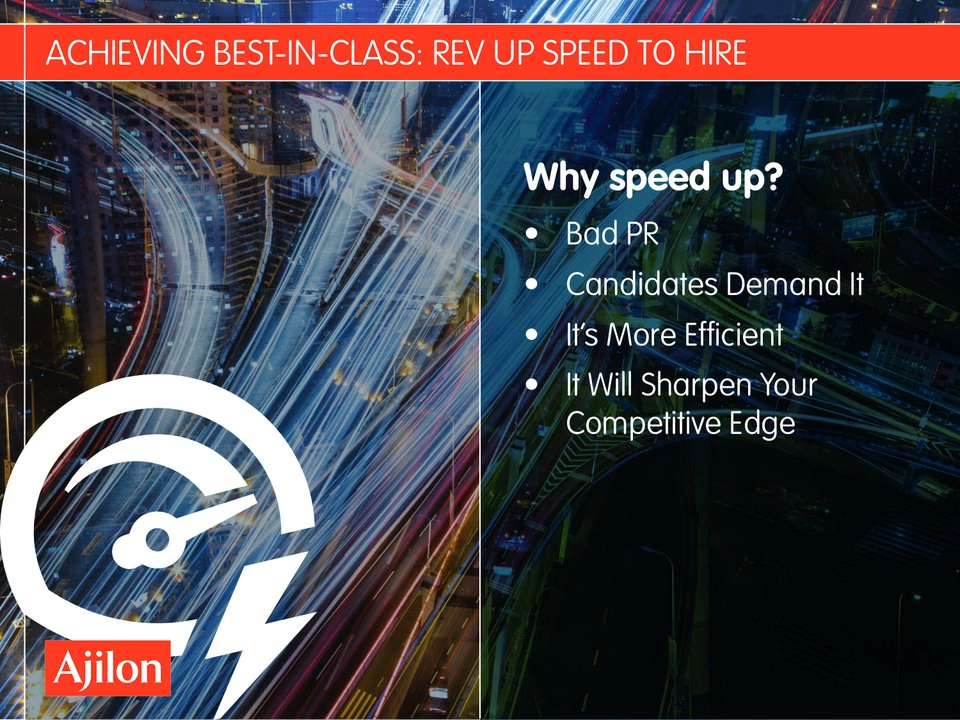 ACHIEVING BEST-IN-CLASS: REV UP SPEED TO HIRE
Why speed up?
• Bad PR
• Candidates Demand It
• It's More Efficient
• It Will Sharpen Your
Competitive Edge
Ajilon